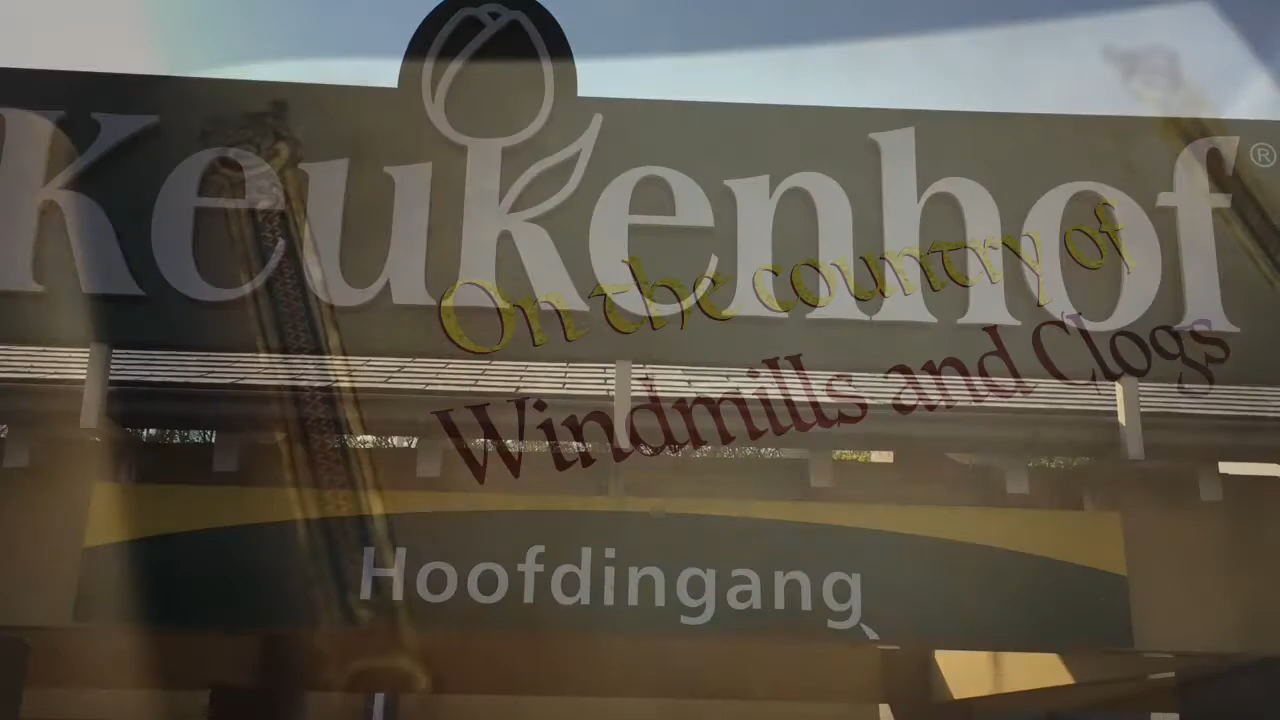 Keukenhof®
On the country of
Windmills and Clogs
Hoofdingang